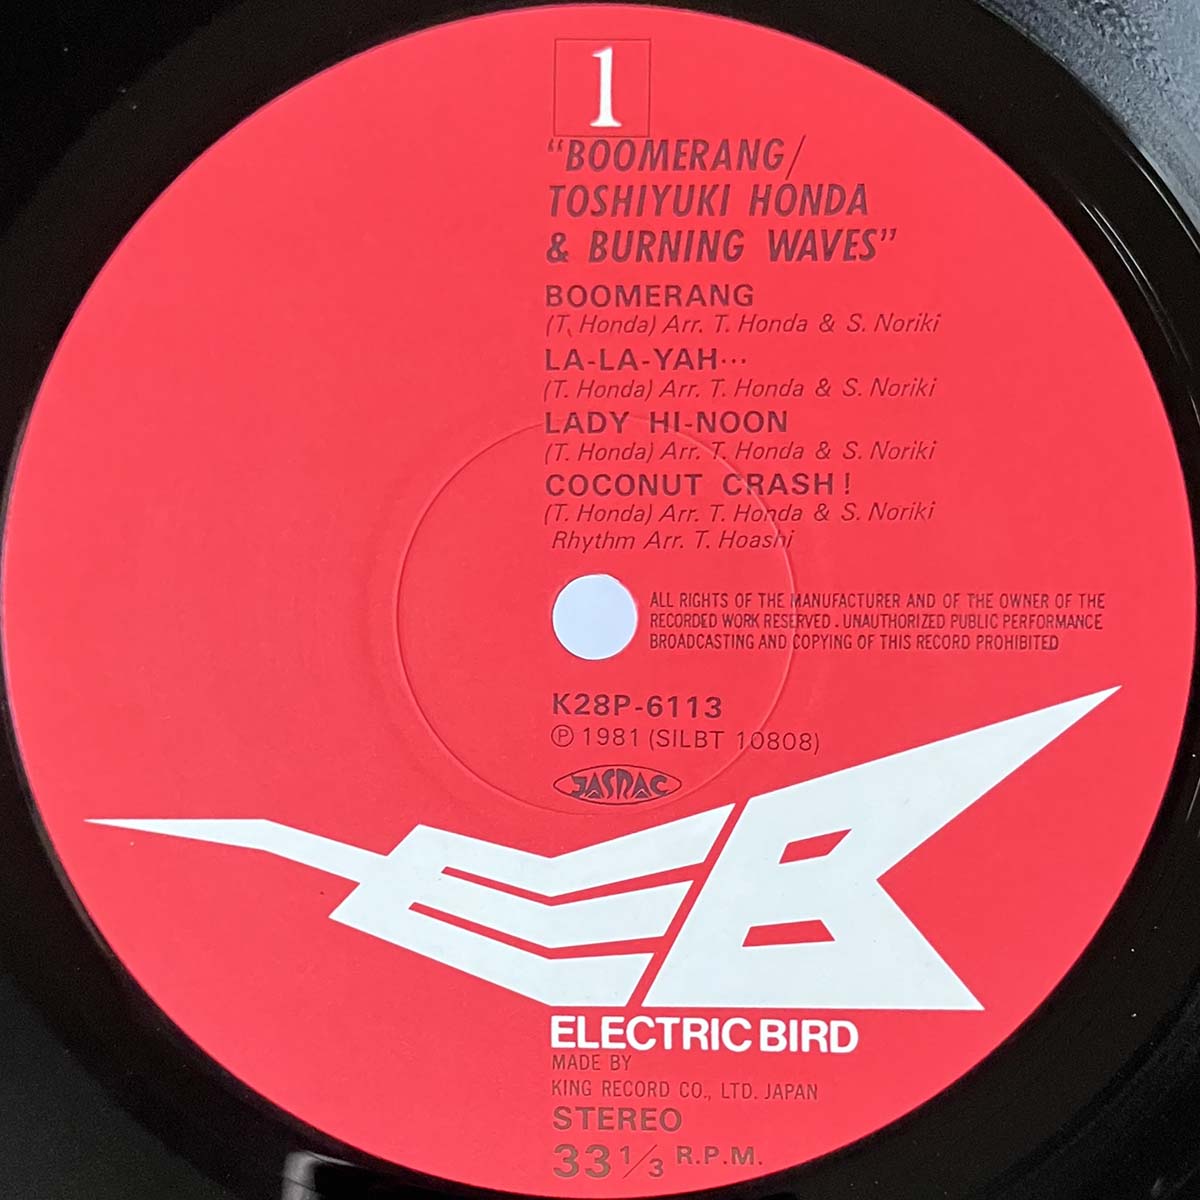 1
“BOOMERANG/
TOSHIYUKI HONDA
& BURNING WAVES”
BOOMERANG
(T. Honda) Arr. T. Honda & S. Noriki
LA-LA-YAH···
(T. Honda) Arr. T. Honda & S. Noriki
LADY HI-NOON
(T. Honda) Arr. T. Honda & S. Noriki
COCONUT CRASH!
(T. Honda) Arr. T. Honda & S. Noriki
Rhythm Arr. T. Hoashi
ALL RIGHTS OF THE MANUFACTURER AND OF THE OWNER OF THE
RECORDED WORK RESERVED . UNAUTHORIZED PUBLIC PERFORMANCE
BROADCASTING AND COPYING OF THIS RECORD PROHIBITED
K28P-6113
℗ 1981 (SILBT 10808)
JASRAC
EB
ELECTRIC BIRD
MADE BY
KING RECORD CO., LTD. JAPAN
STEREO
33 1/3 R.P.M.